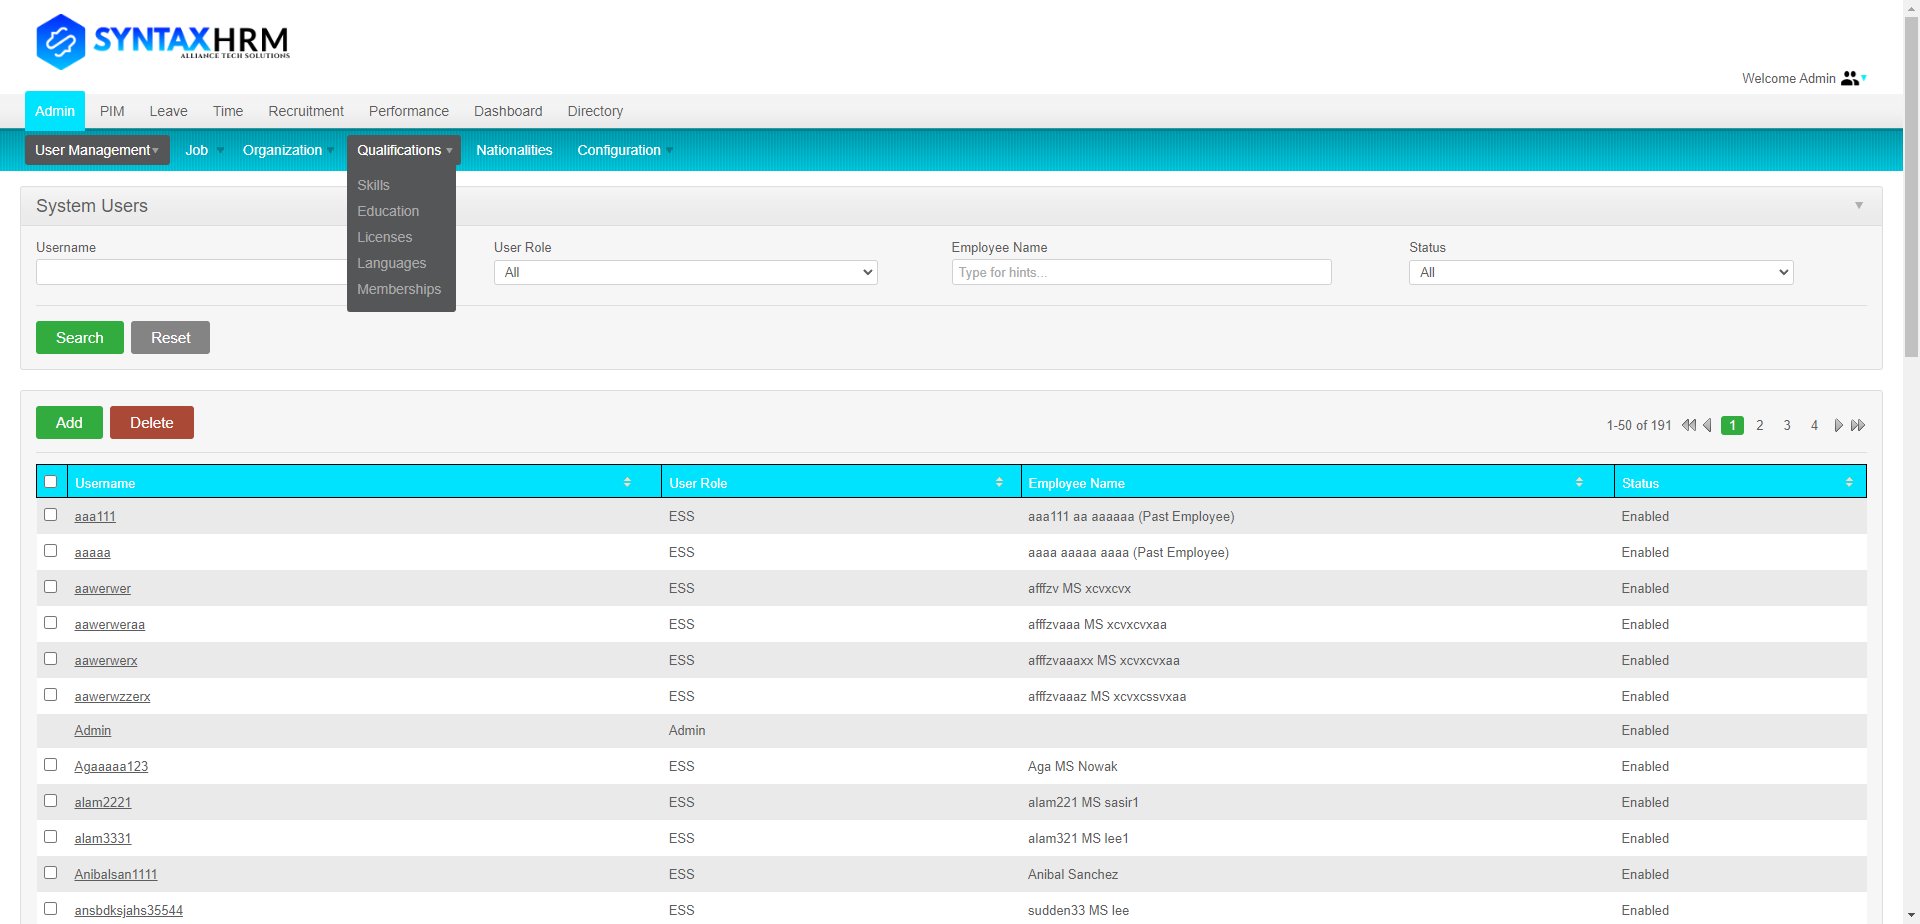 SYNTAXHRM
ALLIANCE TECH SOLUTIONS
Welcome Admin
Admin PIM Leave Time Recruitment Performance Dashboard Directory
User Management Job Organization Qualifications Nationalities Configuration
Skills
Education
Licenses
Languages
Memberships
System Users
Username User Role Employee Name Status
All Type for hints... All
Search Reset
Add Delete 1-50 of 191 1 2 3 4
Username User Role Employee Name Status
aaa111 ESS aaa111 aa aaaaaa (Past Employee) Enabled
aaaaa ESS aaaa aaaaa aaaa (Past Employee) Enabled
aawerwer ESS afffzv MS xcvxcvx Enabled
aawerweraa ESS afffzvaaa MS xcvxcvxaa Enabled
aawerwerx ESS afffzvaaaxx MS xcvxcvxaa Enabled
aawerwzzerx ESS afffzvaaaz MS xcvxcssvxaa Enabled
Admin Admin Enabled
Agaaaaa123 ESS Aga MS Nowak Enabled
alam2221 ESS alam221 MS sasir1 Enabled
alam3331 ESS alam321 MS lee1 Enabled
Anibalsan1111 ESS Anibal Sanchez Enabled
ansbdksjahs35544 ESS sudden33 MS lee Enabled